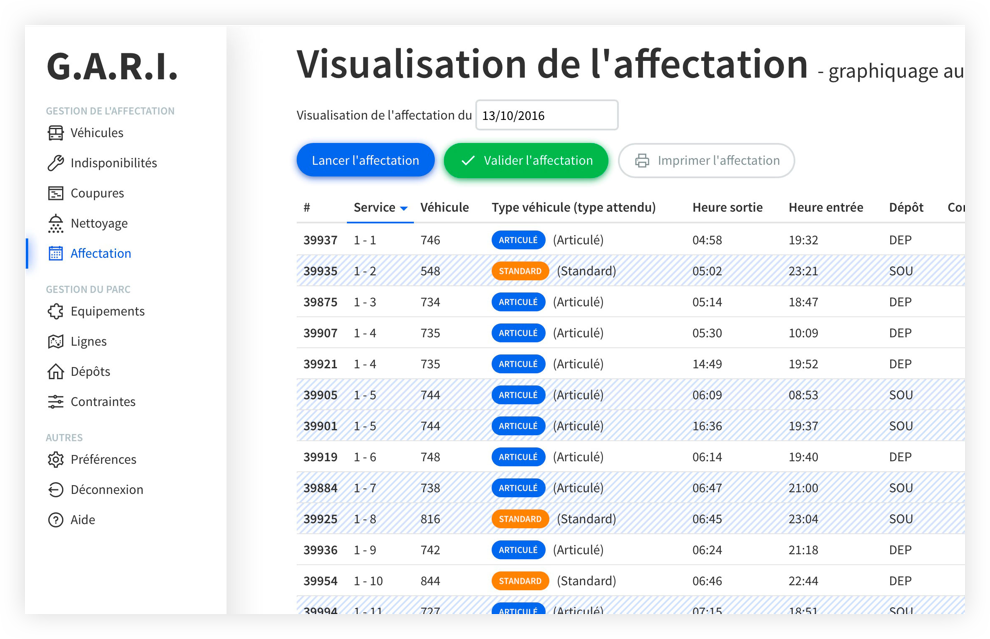 G.A.R.I.
GESTION DE L'AFFECTATION
Véhicules
Indisponibilités
Coupures
Nettoyage
Affectation
GESTION DU PARC
Equipements
Lignes
Dépôts
Contraintes
AUTRES
Préférences
Déconnexion
Aide
Visualisation de l'affectation - graphiquage au
Visualisation de l'affectation du 13/10/2016
Lancer l'affectation Valider l'affectation Imprimer l'affectation
# Service Véhicule Type véhicule (type attendu) Heure sortie Heure entrée Dépôt
39937 1 - 1 746 ARTICULÉ (Articulé) 04:58 19:32 DEP
39935 1 - 2 548 STANDARD (Standard) 05:02 23:21 SOU
39875 1 - 3 734 ARTICULÉ (Articulé) 05:14 18:47 DEP
39907 1 - 4 735 ARTICULÉ (Articulé) 05:30 10:09 DEP
39921 1 - 4 735 ARTICULÉ (Articulé) 14:49 19:52 DEP
39905 1 - 5 744 ARTICULÉ (Articulé) 06:09 08:53 SOU
39901 1 - 5 744 ARTICULÉ (Articulé) 16:36 19:37 SOU
39919 1 - 6 748 ARTICULÉ (Articulé) 06:14 19:40 DEP
39884 1 - 7 738 ARTICULÉ (Articulé) 06:47 21:00 SOU
39925 1 - 8 816 STANDARD (Standard) 06:45 23:04 SOU
39936 1 - 9 742 ARTICULÉ (Articulé) 06:24 21:18 DEP
39954 1 - 10 844 STANDARD (Standard) 06:46 22:44 DEP
39994 1 - 11 727 ARTICULÉ (Articulé) 07:15 18:51 SOU